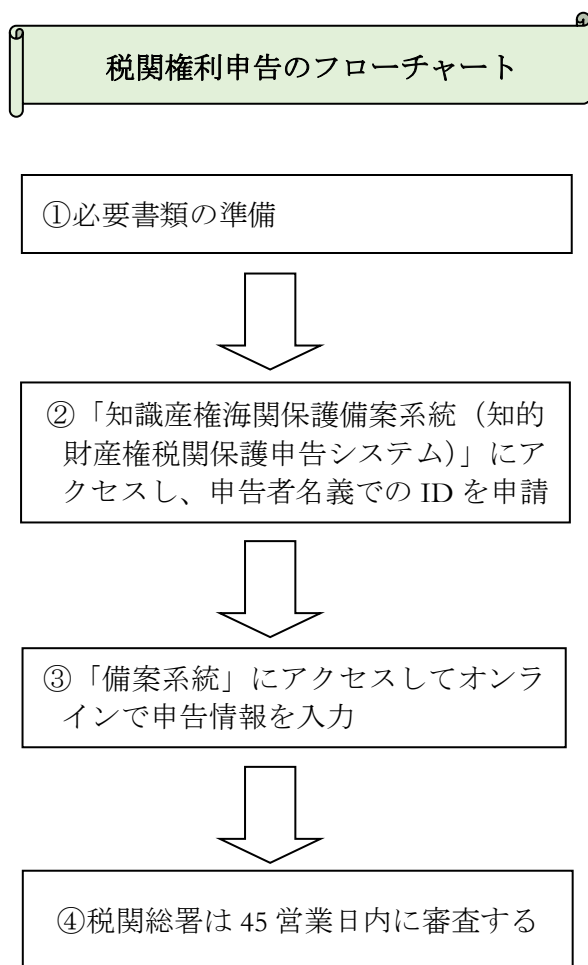 税関権利申告のフローチャート
①必要書類の準備
②「知識産権海関保護備案系統（知的
財産権税関保護申告システム）」にア
クセスし、申告者名義での ID を申請
③「備案系統」にアクセスしてオンラ
インで申告情報を入力
④税関総署は 45 営業日内に審査する